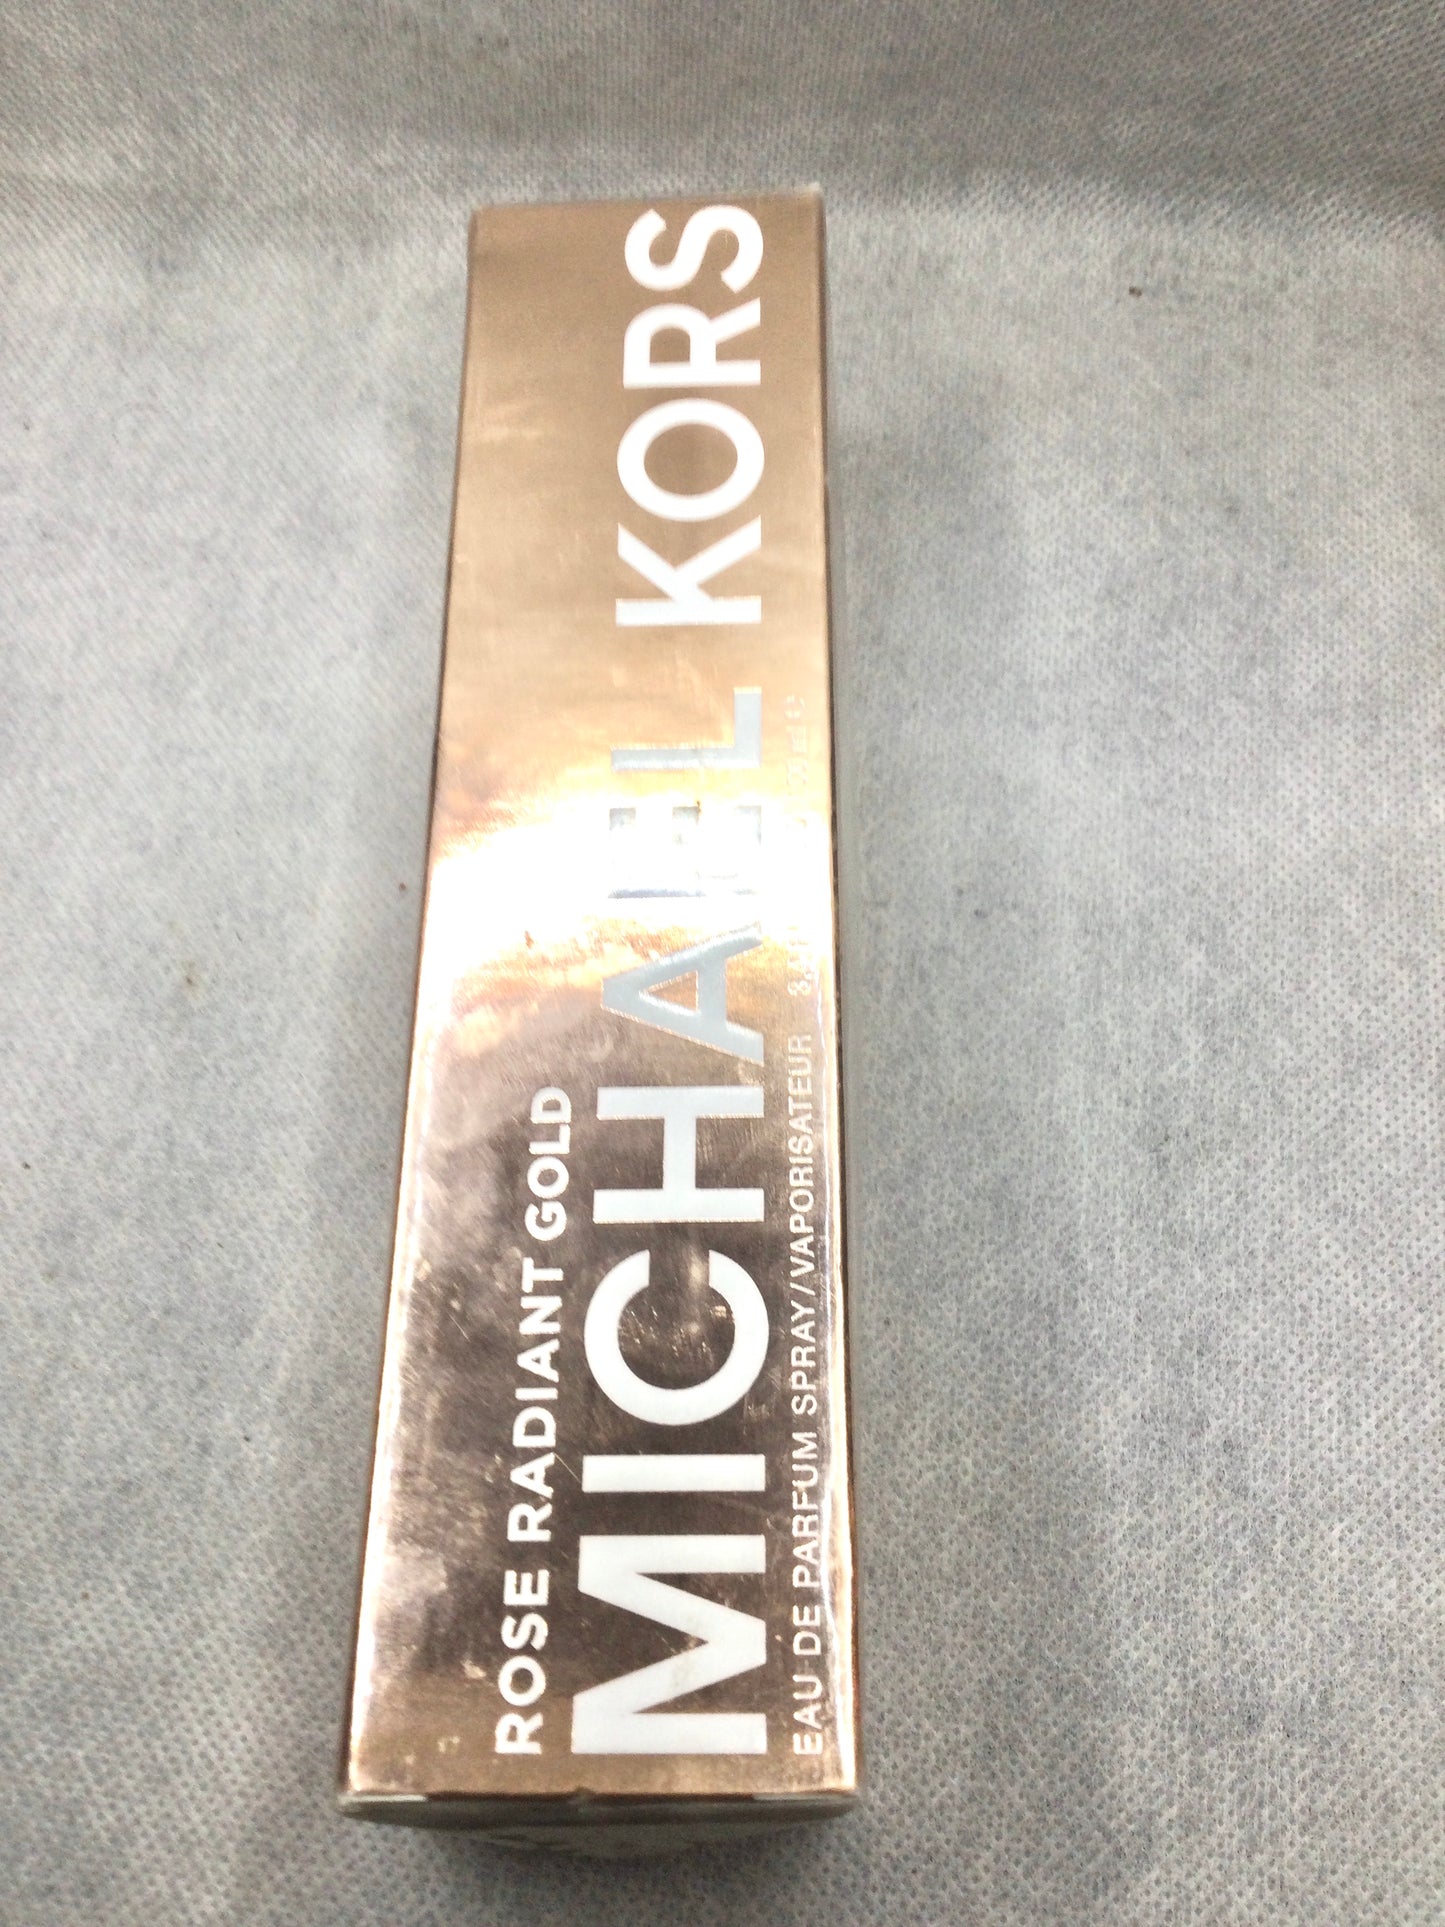 ROSE RADIANT GOLD
MICHAEL KORS
EAU DE PARFUM SPRAY/VAPORISATEUR